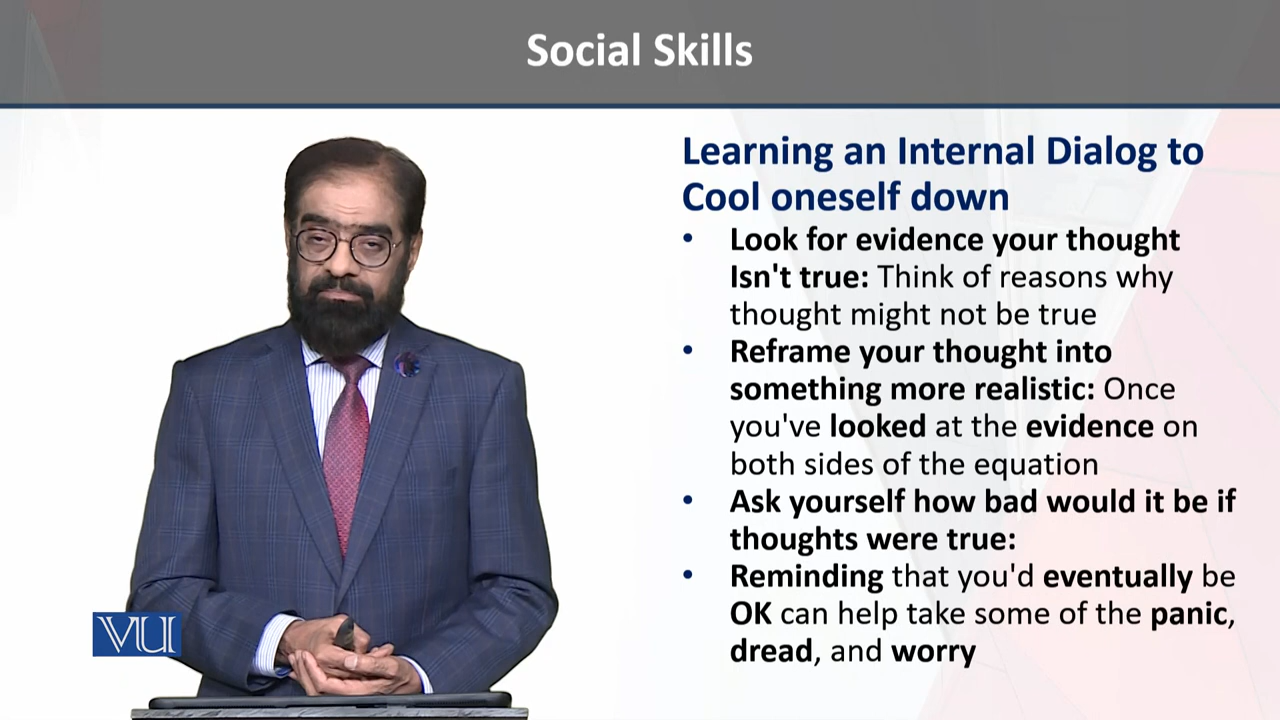 Social Skills
Learning an Internal Dialog to
Cool oneself down
• Look for evidence your thought
Isn't true: Think of reasons why
thought might not be true
• Reframe your thought into
something more realistic: Once
you've looked at the evidence on
both sides of the equation
• Ask yourself how bad would it be if
thoughts were true:
• Reminding that you'd eventually be
OK can help take some of the panic,
dread, and worry
VU